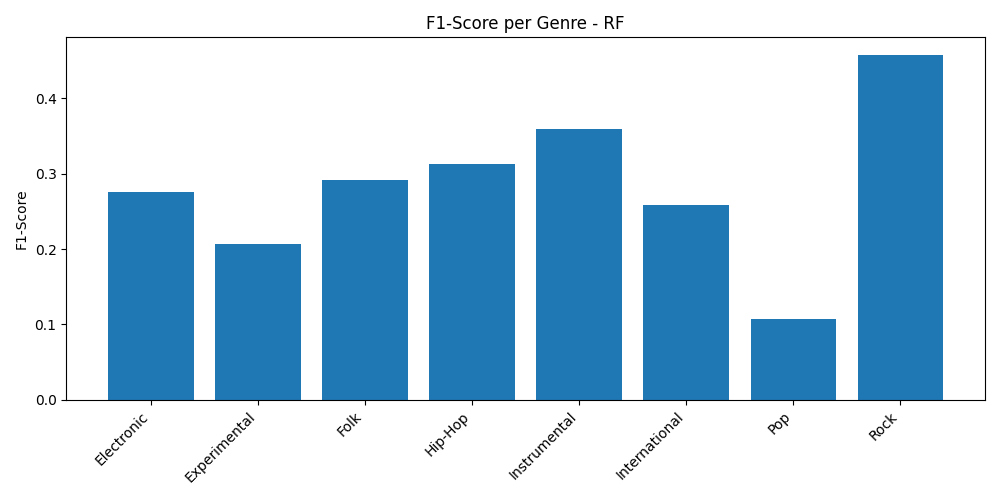 F1-Score per Genre - RF
F1-Score
0.4
0.3
0.2
0.1
0.0
Electronic
Experimental
Folk
Hip-Hop
Instrumental
International
Pop
Rock